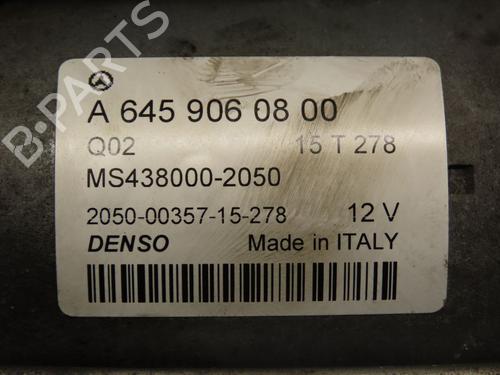 A 645 906 08 00
Q02 15 T 278
MS438000-2050
2050-00357-15-278 12 V
DENSO Made in ITALY
B-PARTS